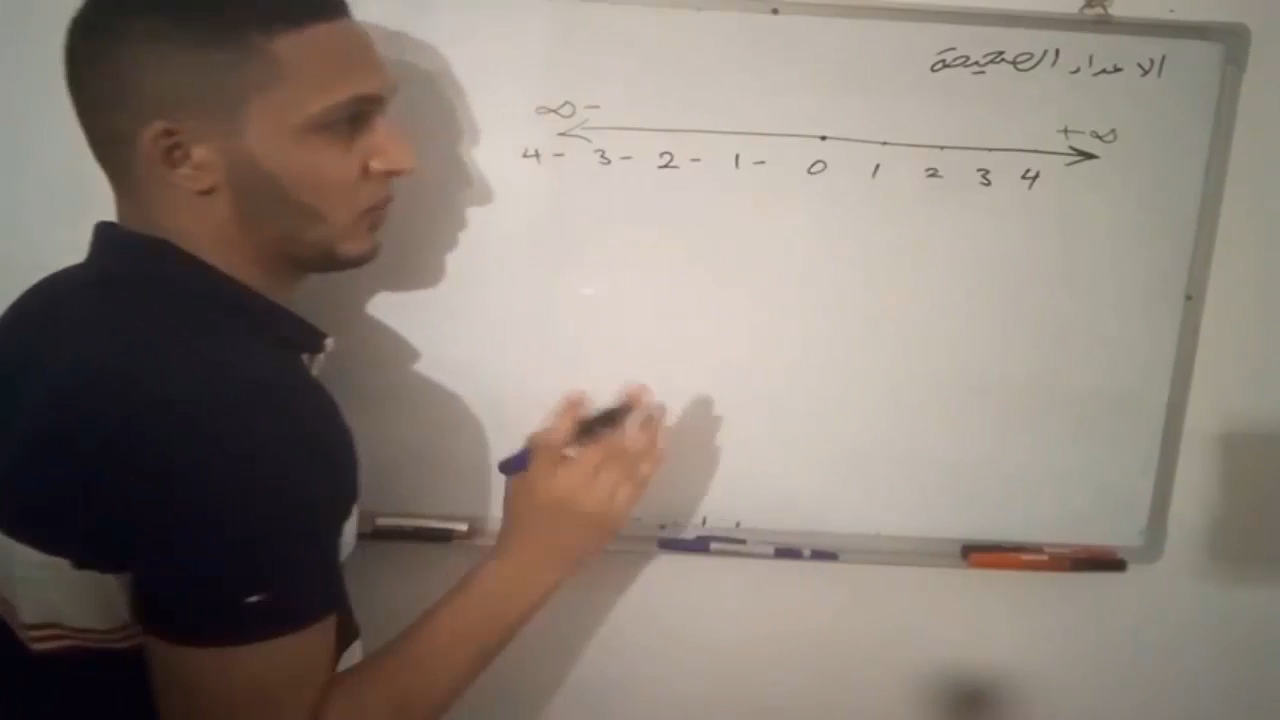 الاعداد الصحيحة
∞- +∞
4- 3- 2- 1- 0 1 2 3 4